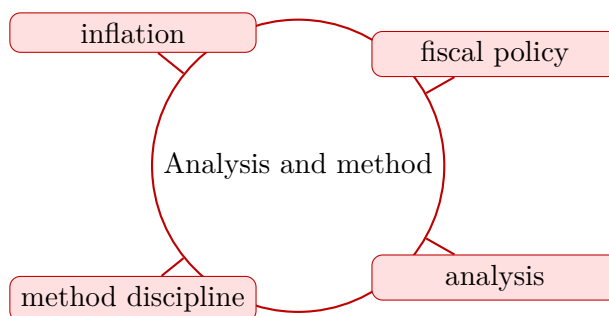 inflation
fiscal policy
Analysis and method
analysis
method discipline